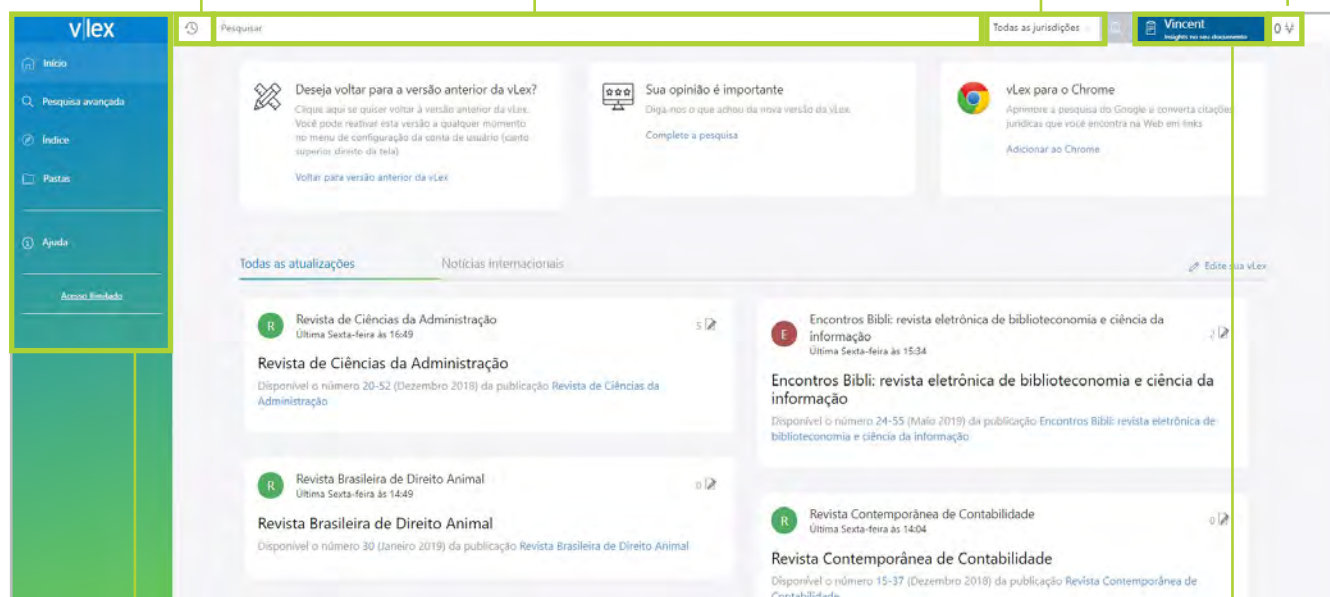 v|lex
Pesquisar
Todas as jurisdições
Vincent
Insights no seu documento
0
Início
Pesquisa avançada
Índice
Pastas
Ajuda
Acesso Ilimitado
Deseja voltar para a versão anterior da vLex?
Clique aqui se quiser voltar à versão anterior da vLex.
Você pode reativar esta versão a qualquer momento
no menu de configuração da conta de usuário (canto
superior direito da tela)
Voltar para versão anterior da vLex
Sua opinião é importante
Diga-nos o que achou da nova versão da vLex.
Complete a pesquisa
vLex para o Chrome
Aprimore a pesquisa do Google e converta citações
jurídicas que você encontra na Web em links
Adicionar ao Chrome
Todas as atualizações
Notícias internacionais
Edite sua vLex
R
Revista de Ciências da Administração
Última Sexta-feira às 16:49
5
Revista de Ciências da Administração
Disponível o número 20-52 (Dezembro 2018) da publicação Revista de Ciências da
Administração
E
Encontros Bibli: revista eletrônica de biblioteconomia e ciência da
informação
Última Sexta-feira às 15:34
2
Encontros Bibli: revista eletrônica de biblioteconomia e ciência da
informação
Disponível o número 24-55 (Maio 2019) da publicação Encontros Bibli: revista eletrônica de
biblioteconomia e ciência da informação
R
Revista Brasileira de Direito Animal
Última Sexta-feira às 14:49
0
Revista Brasileira de Direito Animal
Disponível o número 30 (Janeiro 2019) da publicação Revista Brasileira de Direito Animal
R
Revista Contemporânea de Contabilidade
Última Sexta-feira às 14:04
0
Revista Contemporânea de Contabilidade
Disponível o número 15-37 (Dezembro 2018) da publicação Revista Contemporânea de
Contabilidade